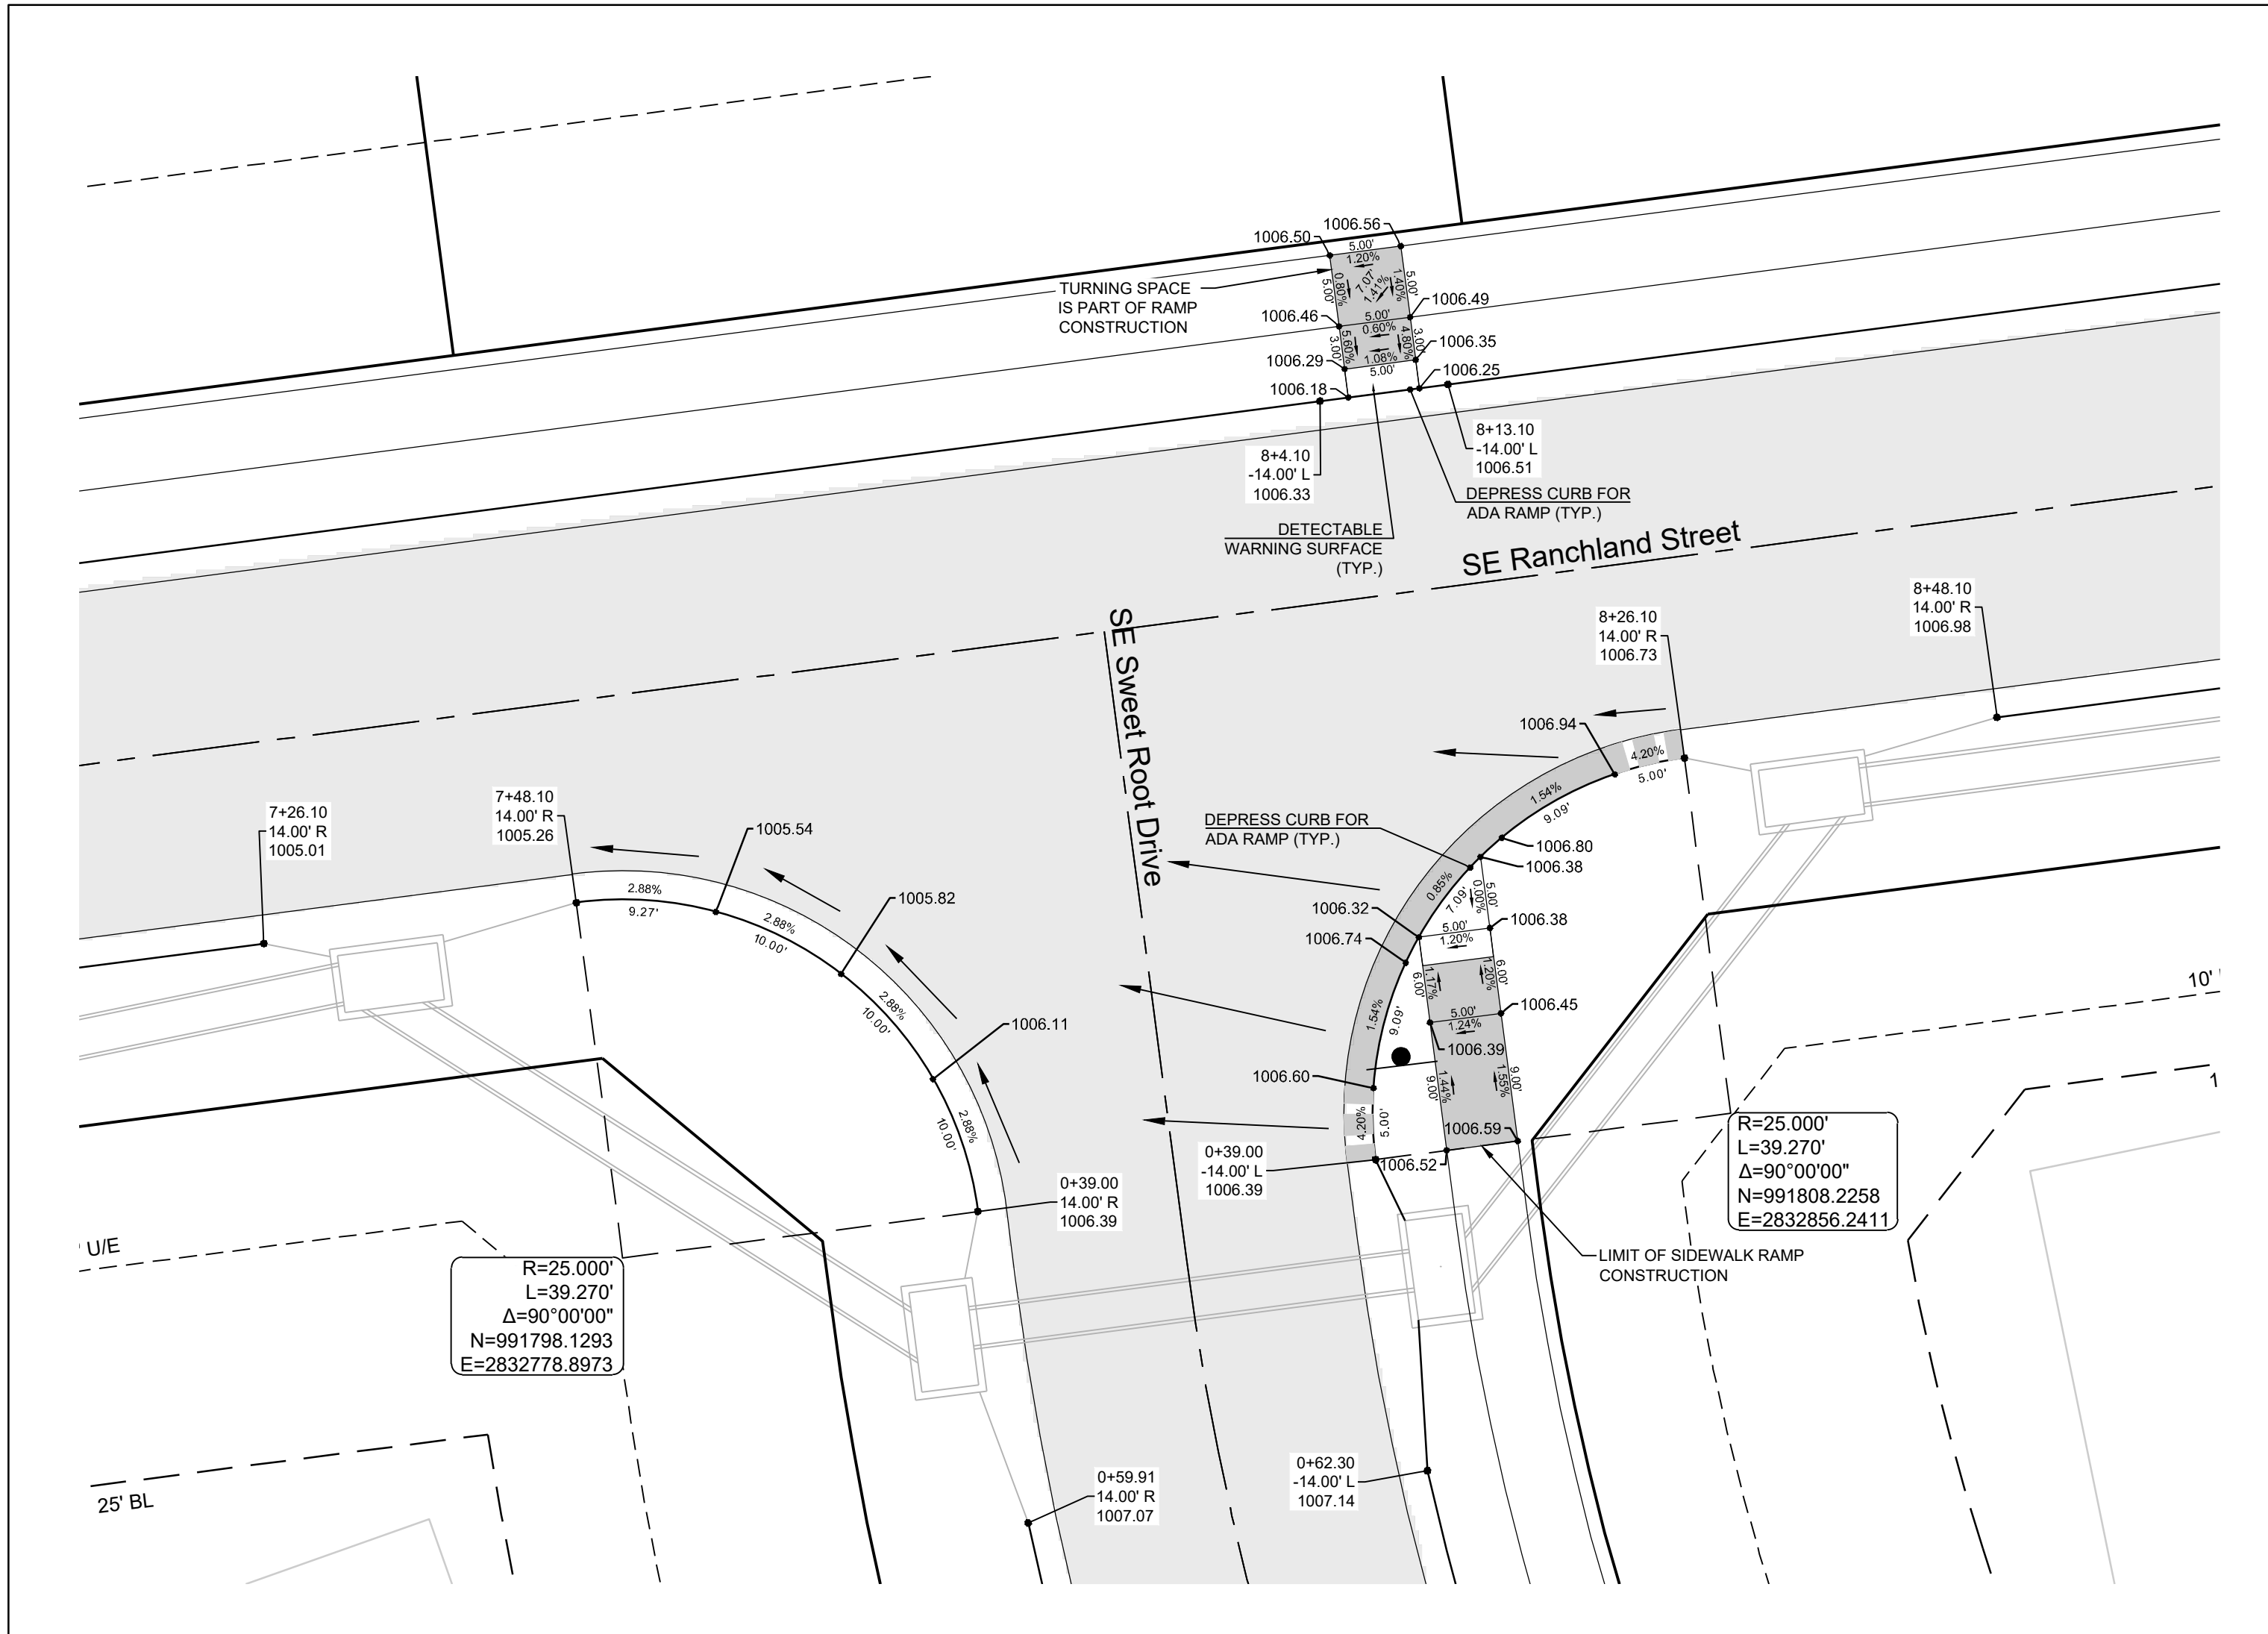 1006.56
1006.50
5.00'
1.20%
0.80%
5.00'
7.07'
1.41%
1.40%
5.00'
TURNING SPACE
IS PART OF RAMP
CONSTRUCTION
1006.49
1006.46
5.00'
0.60%
5.60%
3.00'
4.80%
3.00'
1006.35
1006.29
1.08%
5.00'
1006.25
1006.18
8+13.10
-14.00' L
1006.51
8+4.10
-14.00' L
1006.33
DEPRESS CURB FOR
ADA RAMP (TYP.)
DETECTABLE
WARNING SURFACE
(TYP.)
SE Ranchland Street
SE Sweet Root Drive
8+48.10
14.00' R
1006.98
8+26.10
14.00' R
1006.73
1006.94
4.20%
5.00'
1.54%
9.09'
7+48.10
14.00' R
1005.26
7+26.10
14.00' R
1005.01
1005.54
DEPRESS CURB FOR
ADA RAMP (TYP.)
1006.80
1006.38
2.88%
9.27'
2.88%
10.00'
1005.82
0.85%
7.09'
0.00%
5.00'
1006.32
1006.38
5.00'
1.20%
1006.74
2.88%
10.00'
1006.11
1.17%
6.00'
1.20%
6.00'
1006.45
5.00'
1.24%
1006.39
1.54%
9.09'
1006.60
1.44%
9.00'
1.55%
9.00'
2.88%
10.00'
4.20%
5.00'
1006.59
1006.52
0+39.00
-14.00' L
1006.39
0+39.00
14.00' R
1006.39
10'
1
R=25.000'
L=39.270'
Δ=90°00'00"
N=991808.2258
E=2832856.2411
LIMIT OF SIDEWALK RAMP
CONSTRUCTION
' U/E
R=25.000'
L=39.270'
Δ=90°00'00"
N=991798.1293
E=2832778.8973
0+62.30
-14.00' L
1007.14
0+59.91
14.00' R
1007.07
25' BL